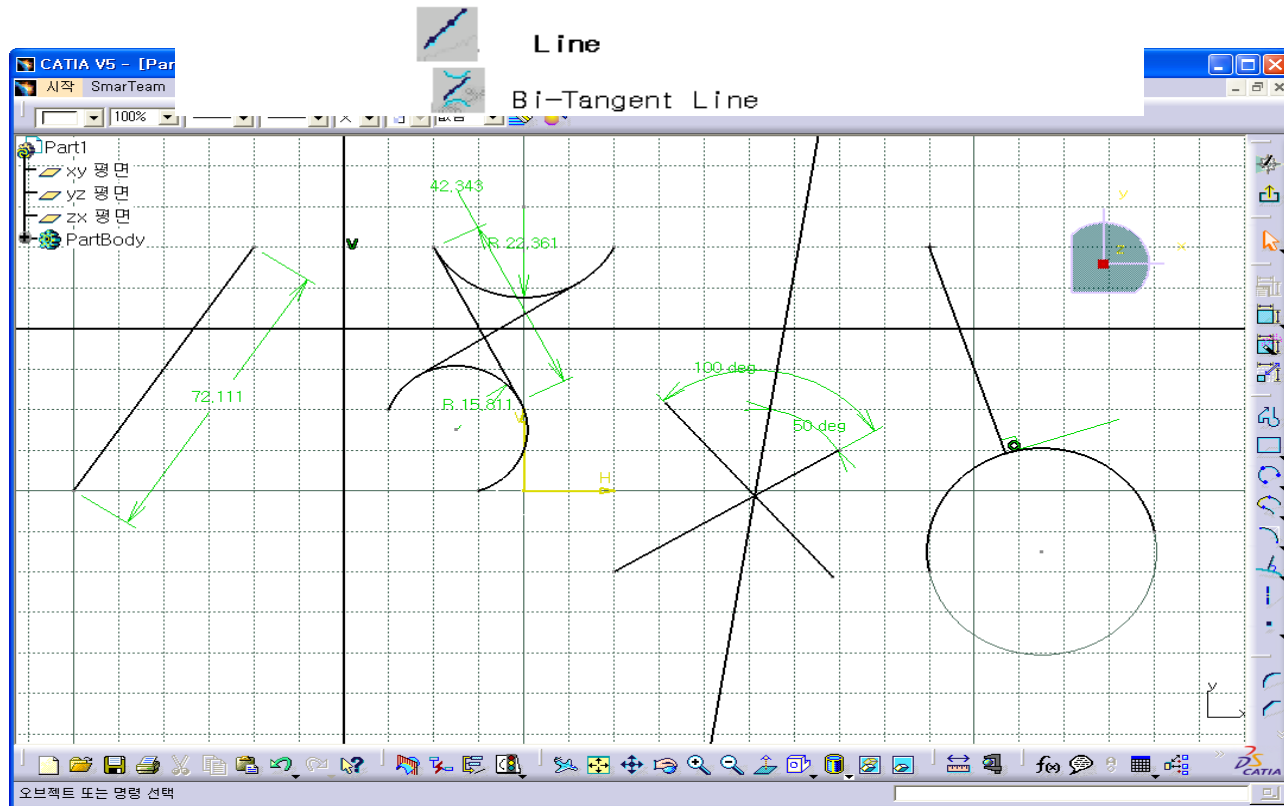 Line
Bi-Tangent Line
CATIA V5 - [Par
시작 SmarTeam
100%
Part1
xy 평면
yz 평면
zx 평면
PartBody
42,343
R 22,361
72,111
R 15,811
V
H
V
100 deg
50 deg
y
x
z
y
f(x)
DS
CATIA
오브젝트 또는 명령 선택